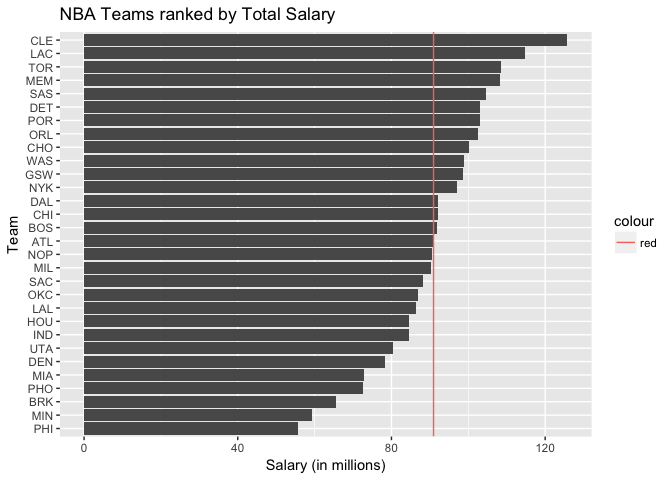 NBA Teams ranked by Total Salary
CLE
LAC
TOR
MEM
SAS
DET
POR
ORL
CHO
WAS
GSW
NYK
DAL
CHI
BOS
ATL
NOP
MIL
SAC
OKC
LAL
HOU
IND
UTA
DEN
MIA
PHO
BRK
MIN
PHI
Team
0 40 80 120
Salary (in millions)
colour
red